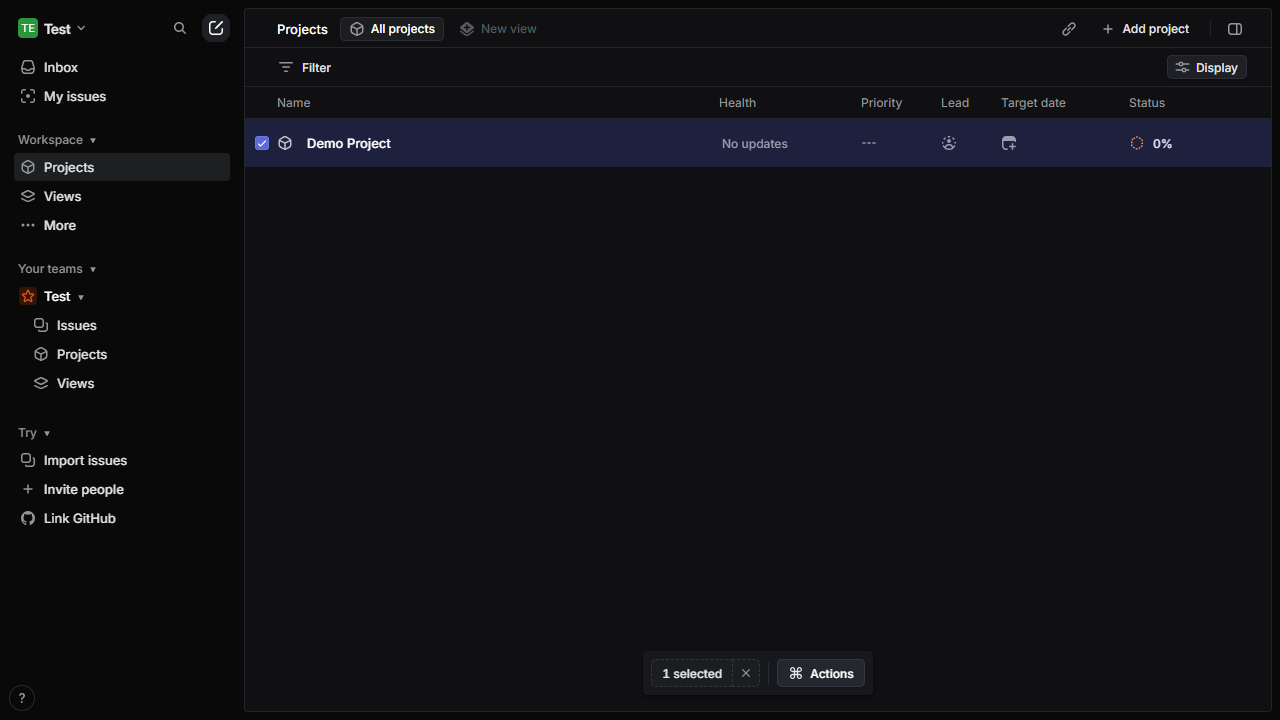 TE Test
Inbox
My issues
Workspace
Projects
Views
More
Your teams
Test
Issues
Projects
Views
Try
Import issues
Invite people
Link GitHub
?
Projects All projects New view Add project
Filter Display
Name Health Priority Lead Target date Status
Demo Project No updates --- 0%
1 selected Actions